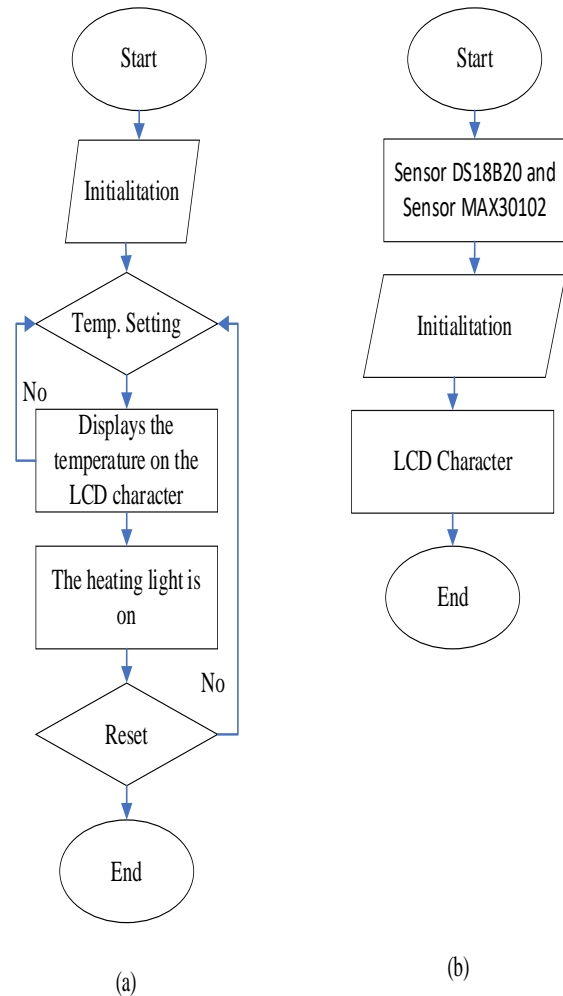 Start
Initialitation
Temp. Setting
No
Displays the
temperature on the
LCD character
The heating light is
on
No
Reset
End
(a)
Start
Sensor DS18B20 and
Sensor MAX30102
Initialitation
LCD Character
End
(b)